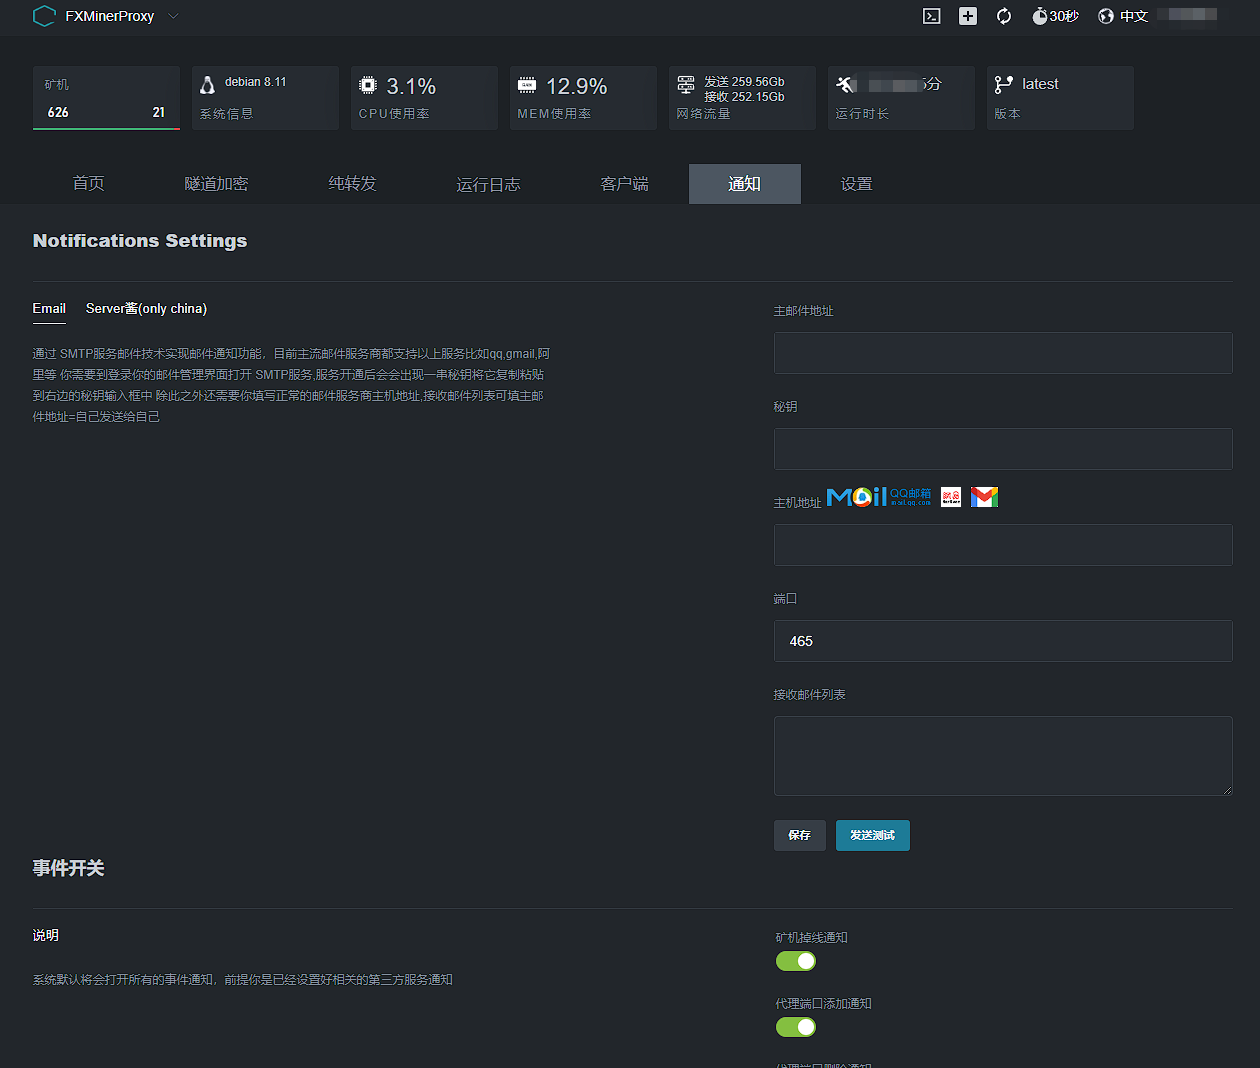 FXMinerProxy
30秒
中文
矿机
626 21
debian 8.11
系统信息
3.1%
CPU使用率
12.9%
MEM使用率
发送 259.56Gb
接收 252.15Gb
网络流量
分
运行时长
latest
版本
首页 隧道加密 纯转发 运行日志 客户端 通知 设置
Notifications Settings
Email Server酱(only china)
通过 SMTP服务邮件技术实现邮件通知功能，目前主流邮件服务商都支持以上服务比如qq,gmail,阿
里等 你需要到登录你的邮件管理界面打开 SMTP服务,服务开通后会会出现一串秘钥将它复制粘贴
到右边的秘钥输入框中 除此之外还需要你填写正常的邮件服务商主机地址,接收邮件列表可填主邮
件地址=自己发送给自己
主邮件地址
秘钥
主机地址 Mail QQ邮箱
mail.qq.com
端口
465
接收邮件列表
保存 发送测试
事件开关
说明
系统默认将会打开所有的事件通知，前提你是已经设置好相关的第三方服务通知
矿机掉线通知
代理端口添加通知
代理端口删除通知